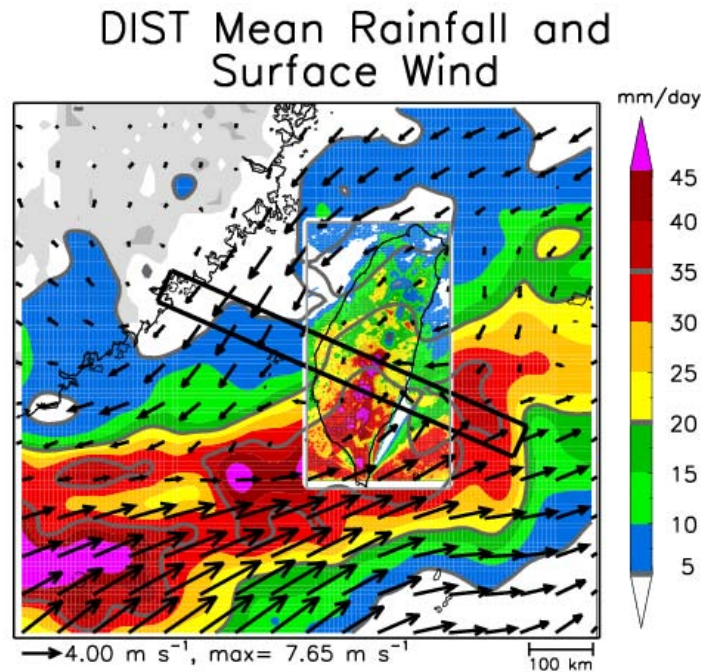 DIST Mean Rainfall and
Surface Wind
mm/day
45
40
35
30
25
20
15
10
5
4.00 m s⁻¹, max= 7.65 m s⁻¹
100 km